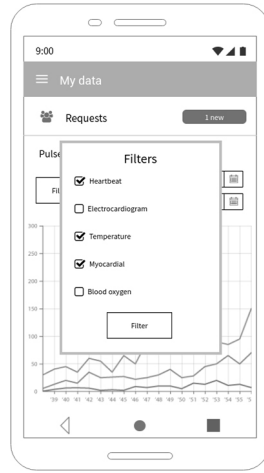 9:00
My data
Requests
1 new
Pulse
Fil
Filters
Heartbeat
Electrocardiogram
Temperature
Myocardial
Blood oxygen
Filter
300
250
200
150
100
50
0
'39 '40 '41 '42 '43 '44 '45 '46 '47 '48 '49 '50 '51 '52 '53 '54 '55